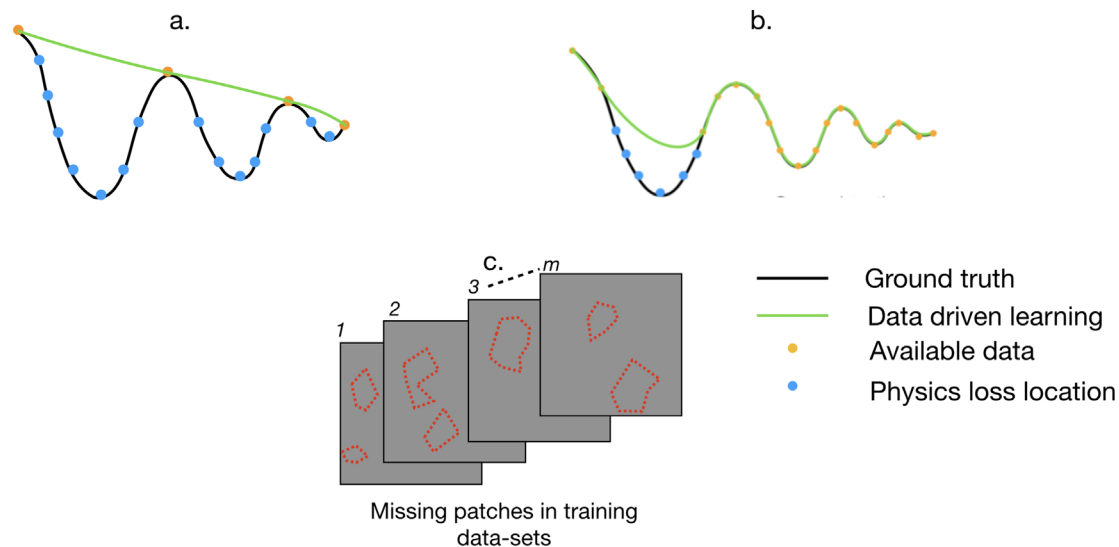 a.
b.
c.
1
2
3
m
Ground truth
Data driven learning
Available data
Physics loss location
Missing patches in training
data-sets